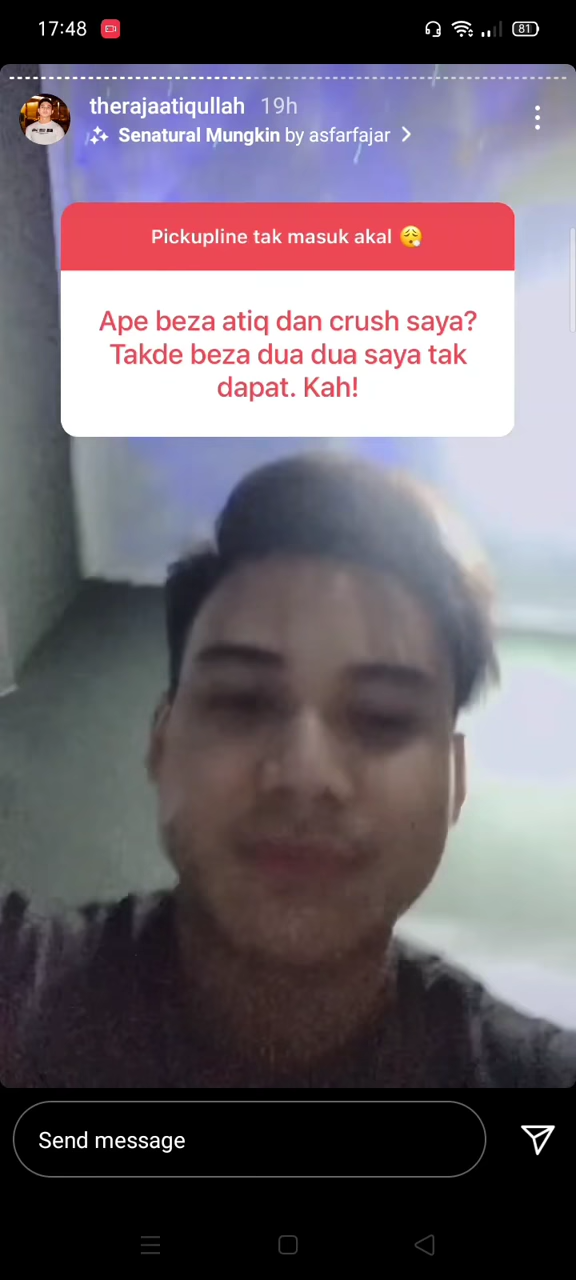 17:48
81
therajaatiqullah 19h
Senatural Mungkin by asfarfajar
Pickupline tak masuk akal 😮‍💨
Ape beza atiq dan crush saya?
Takde beza dua dua saya tak
dapat. Kah!
Send message